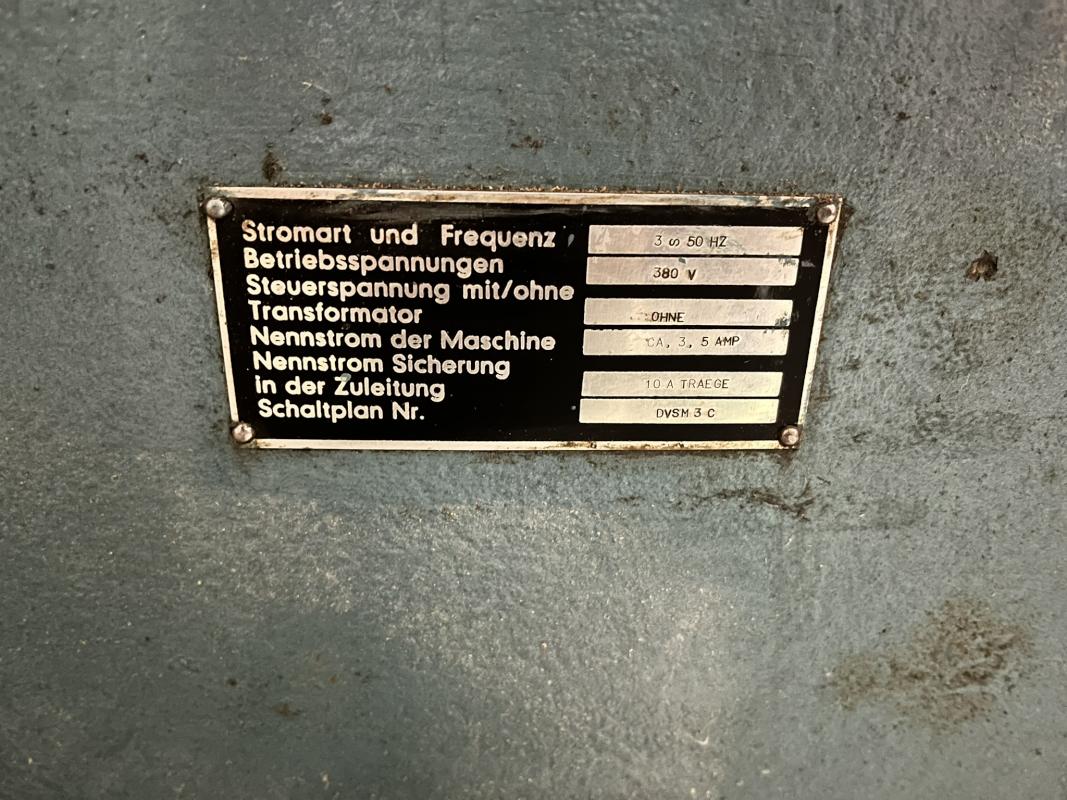 Stromart und Frequenz 3 ∾ 50 HZ
Betriebsspannungen 380 V
Steuerspannung mit/ohne
Transformator OHNE
Nennstrom der Maschine CA, 3, 5 AMP
Nennstrom Sicherung
in der Zuleitung 10 A TRAEGE
Schaltplan Nr. DVSM 3 C